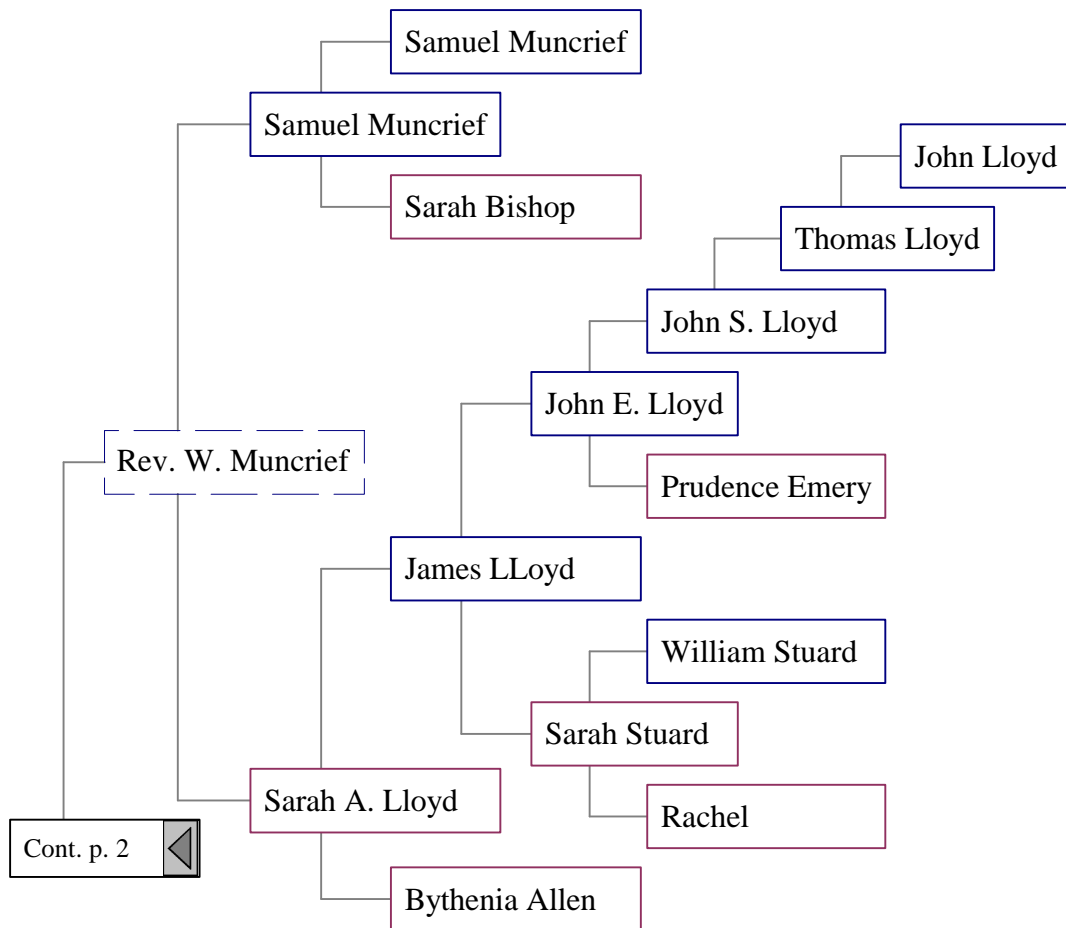 Samuel Muncrief
Samuel Muncrief
John Lloyd
Sarah Bishop
Thomas Lloyd
John S. Lloyd
John E. Lloyd
Rev. W. Muncrief
Prudence Emery
James LLoyd
William Stuard
Sarah Stuard
Sarah A. Lloyd
Rachel
Cont. p. 2
Bythenia Allen